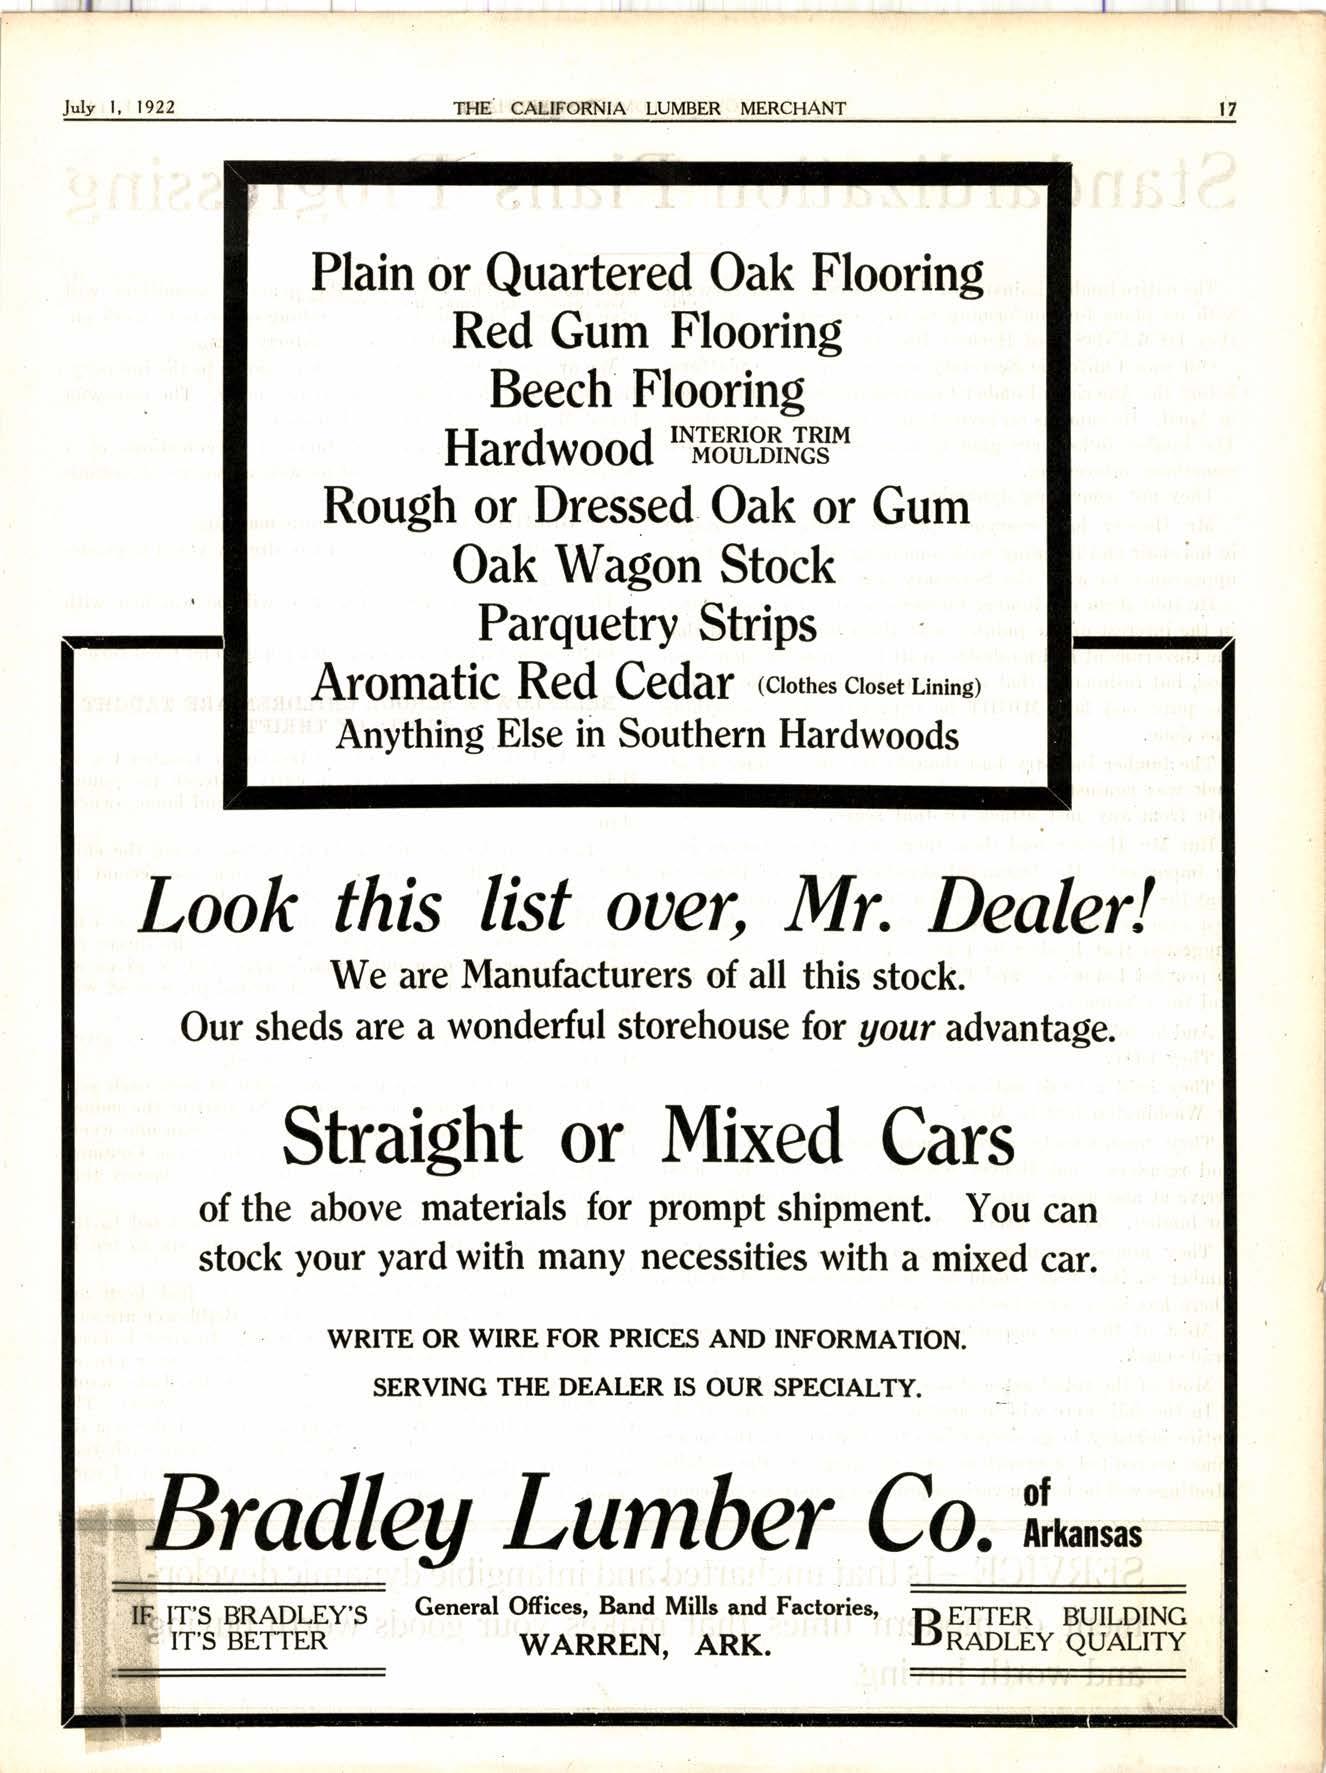 July 1, 1922 THE CALIFORNIA LUMBER MERCHANT 17
Plain or Quartered Oak Flooring
Red Gum Flooring
Beech Flooring
Hardwood INTERIOR TRIM
MOULDINGS
Rough or Dressed Oak or Gum
Oak Wagon Stock
Parquetry Strips
Aromatic Red Cedar (Clothes Closet Lining)
Anything Else in Southern Hardwoods
Look this list over, Mr. Dealer!
We are Manufacturers of all this stock.
Our sheds are a wonderful storehouse for your advantage.
Straight or Mixed Cars
of the above materials for prompt shipment. You can
stock your yard with many necessities with a mixed car.
WRITE OR WIRE FOR PRICES AND INFORMATION.
SERVING THE DEALER IS OUR SPECIALTY.
Bradley Lumber Co. of
Arkansas
IF IT'S BRADLEY'S
IT'S BETTER
General Offices, Band Mills and Factories,
WARREN, ARK.
BETTER BUILDING
BRADLEY QUALITY